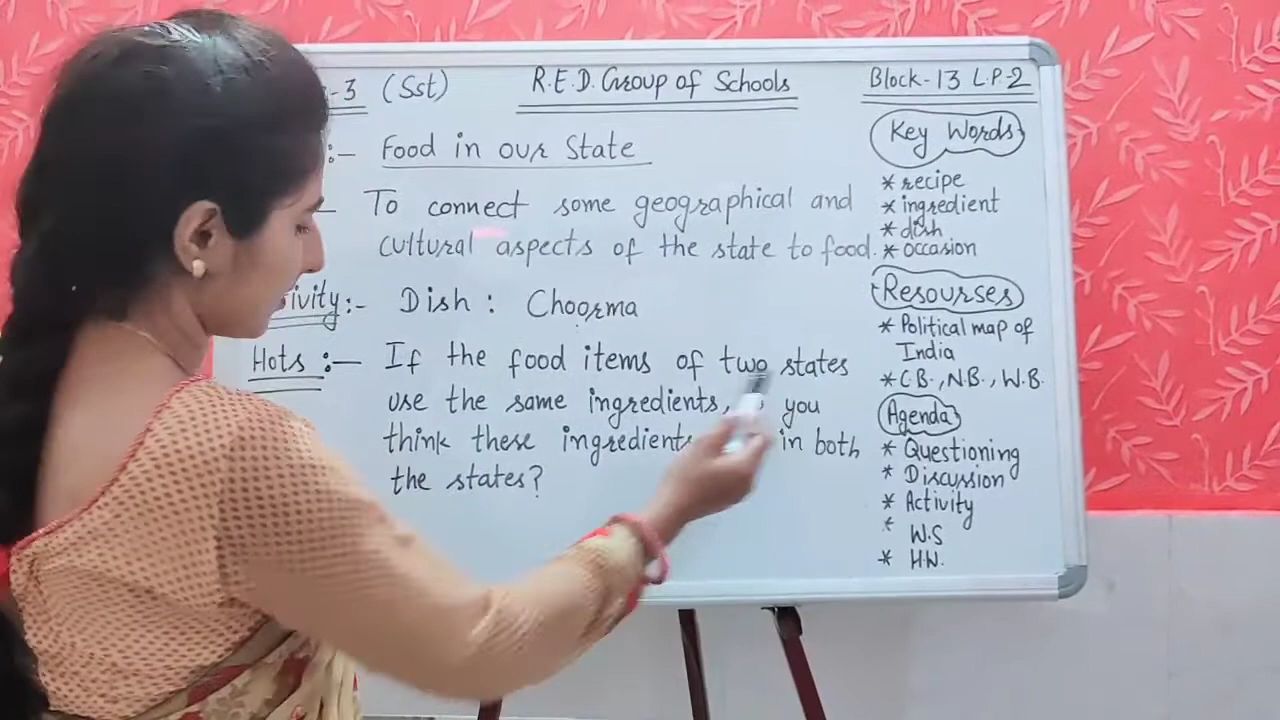 -3 (Sst)
R.E.D. Group of Schools
Block-13 L.P-2
:- Food in our State
To connect some geographical and
cultural aspects of the state to food.
:- Dish : Choorma
Hots :- If the food items of two states
use the same ingredients, you
think these ingredients in both
the states?
Key Words
* recipe
* ingredient
* dish
* occasion
Resourses
* Political map of
India
* C.B., N.B., W.B.
Agenda
* Questioning
* Discussion
* Activity
* W.S
* H.W.